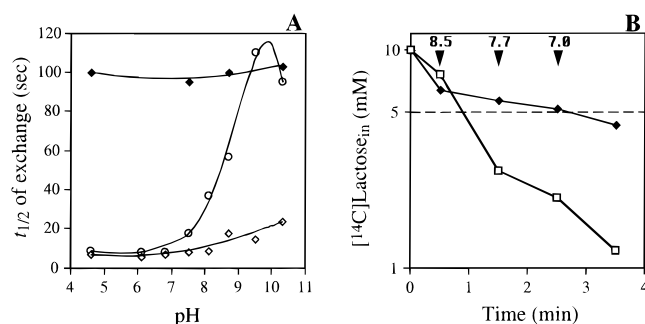 A
t1/2 of exchange (sec)
120
100
80
60
40
20
0
4 5 6 7 8 9 10 11
pH
B
8.5 7.7 7.0
[14C]Lactosein (mM)
10
5
1
0 1 2 3 4
Time (min)